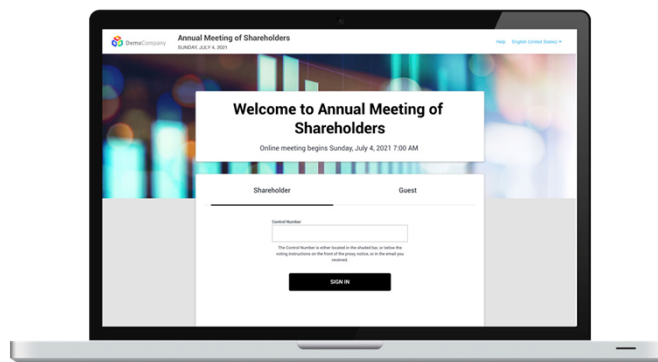 DemoCompany
Annual Meeting of Shareholders
SUNDAY, JULY 4, 2021
Help English (United States)
Welcome to Annual Meeting of
Shareholders
Online meeting begins Sunday, July 4, 2021 7:00 AM
Shareholder Guest
Control Number
The Control Number is either located in the shaded bar, or below the
voting instructions on the front of the proxy, notice, or in the email you
received.
SIGN IN